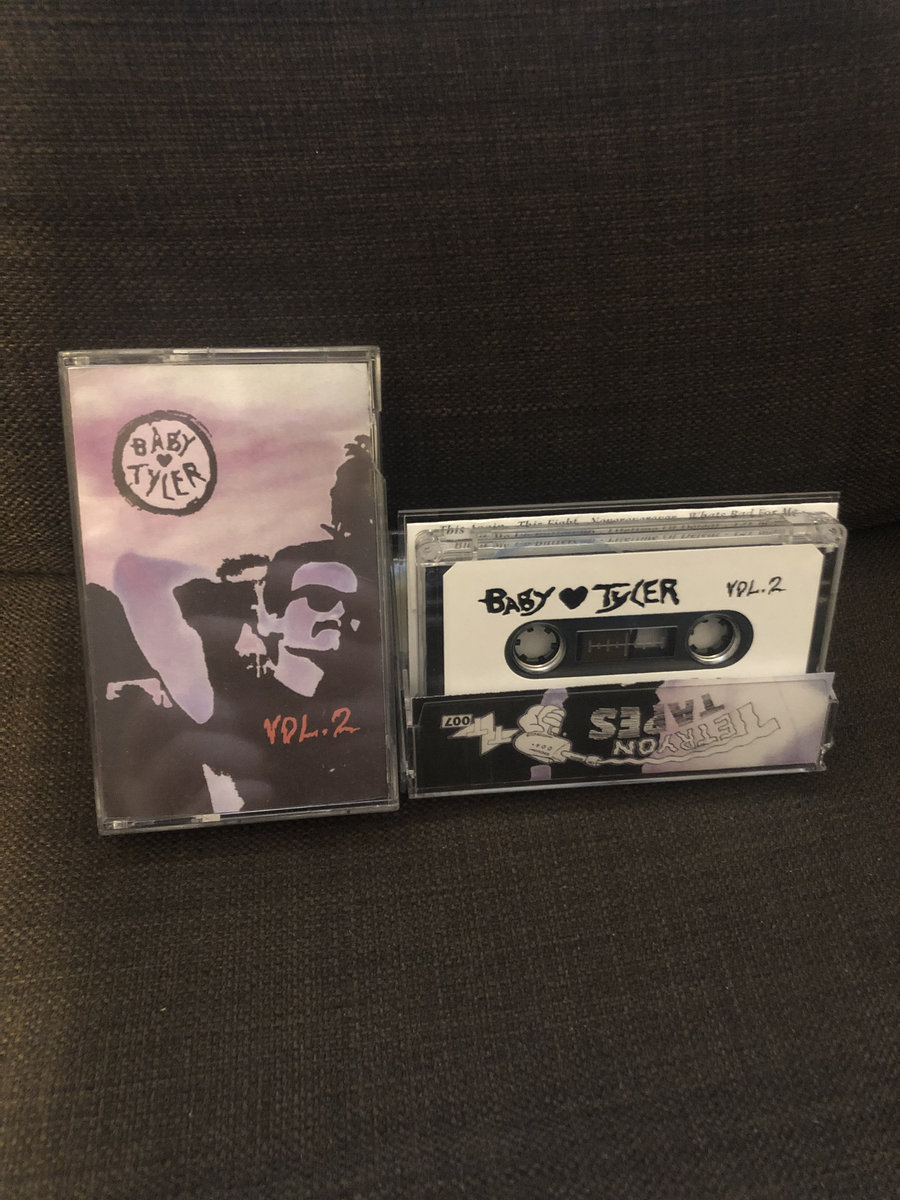 BABY
♥
TYLER
VOL. 2
This Again This Fight Nononononon Whats Bad For Me
BABY ♥ TYLER VOL. 2
TETRYON
TAPES
007